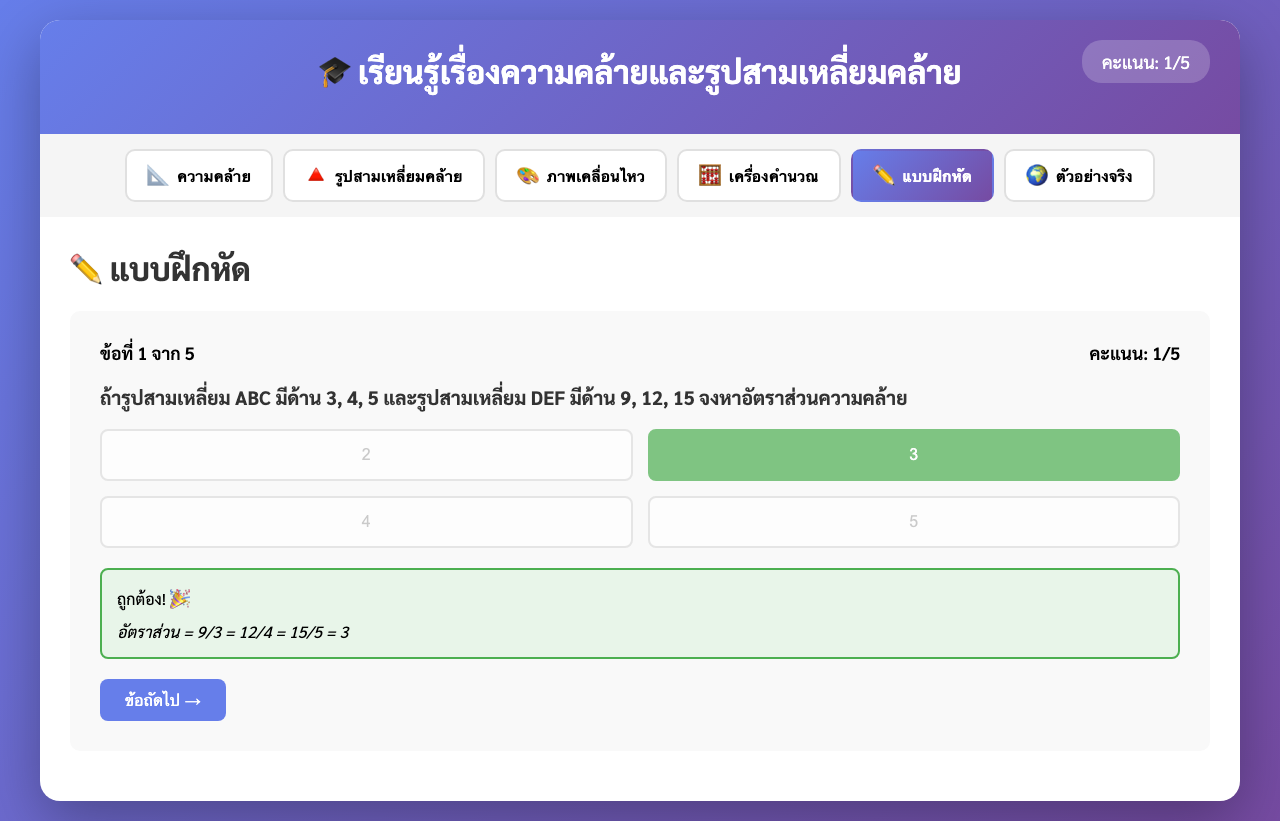 🎓 เรียนรู้เรื่องความคล้ายและรูปสามเหลี่ยมคล้าย
คะแนน: 1/5
📐 ความคล้าย
🔺 รูปสามเหลี่ยมคล้าย
🎨 ภาพเคลื่อนไหว
🧮 เครื่องคำนวณ
✏️ แบบฝึกหัด
🌍 ตัวอย่างจริง
✏️ แบบฝึกหัด
ข้อที่ 1 จาก 5
คะแนน: 1/5
ถ้ารูปสามเหลี่ยม ABC มีด้าน 3, 4, 5 และรูปสามเหลี่ยม DEF มีด้าน 9, 12, 15 จงหาอัตราส่วนความคล้าย
2
3
4
5
ถูกต้อง! 🎉
อัตราส่วน = 9/3 = 12/4 = 15/5 = 3
ข้อถัดไป →